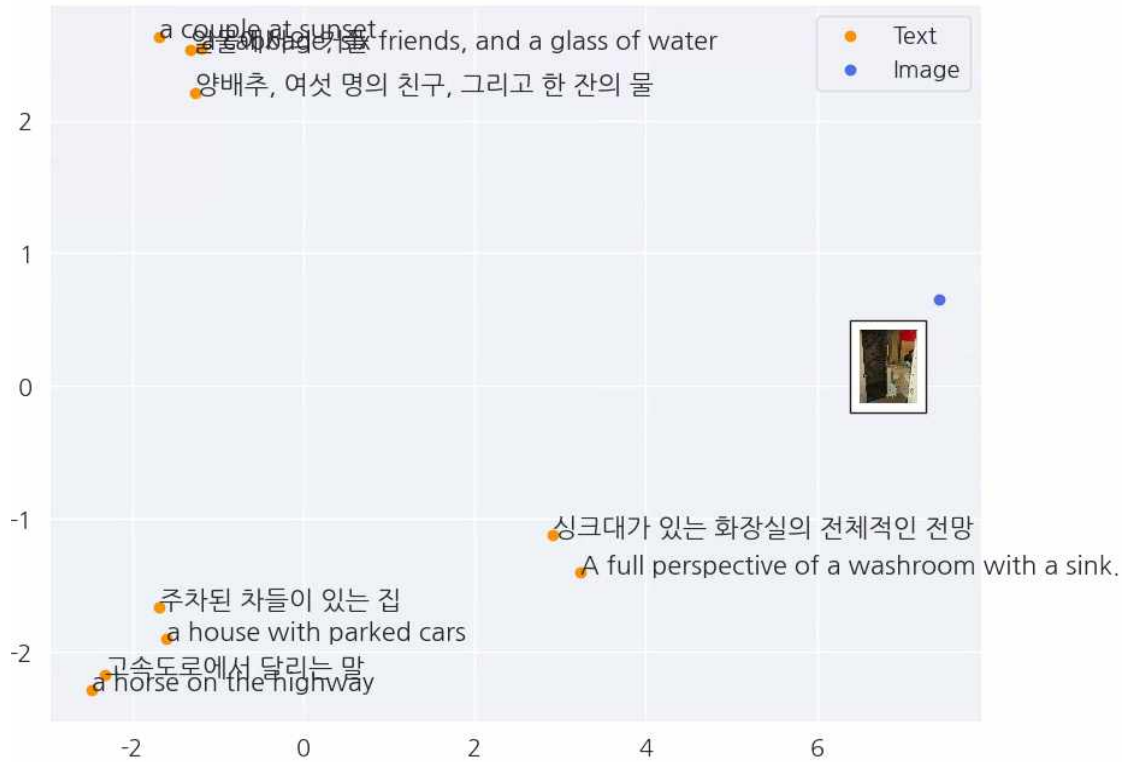 a couple at sunset
a cabbage, six friends, and a glass of water
양배추, 여섯 명의 친구, 그리고 한 잔의 물
Text
Image
2
1
0
-1
-2
싱크대가 있는 화장실의 전체적인 전망
A full perspective of a washroom with a sink.
주차된 차들이 있는 집
a house with parked cars
고속도로에서 달리는 말
a horse on the highway
-2
0
2
4
6